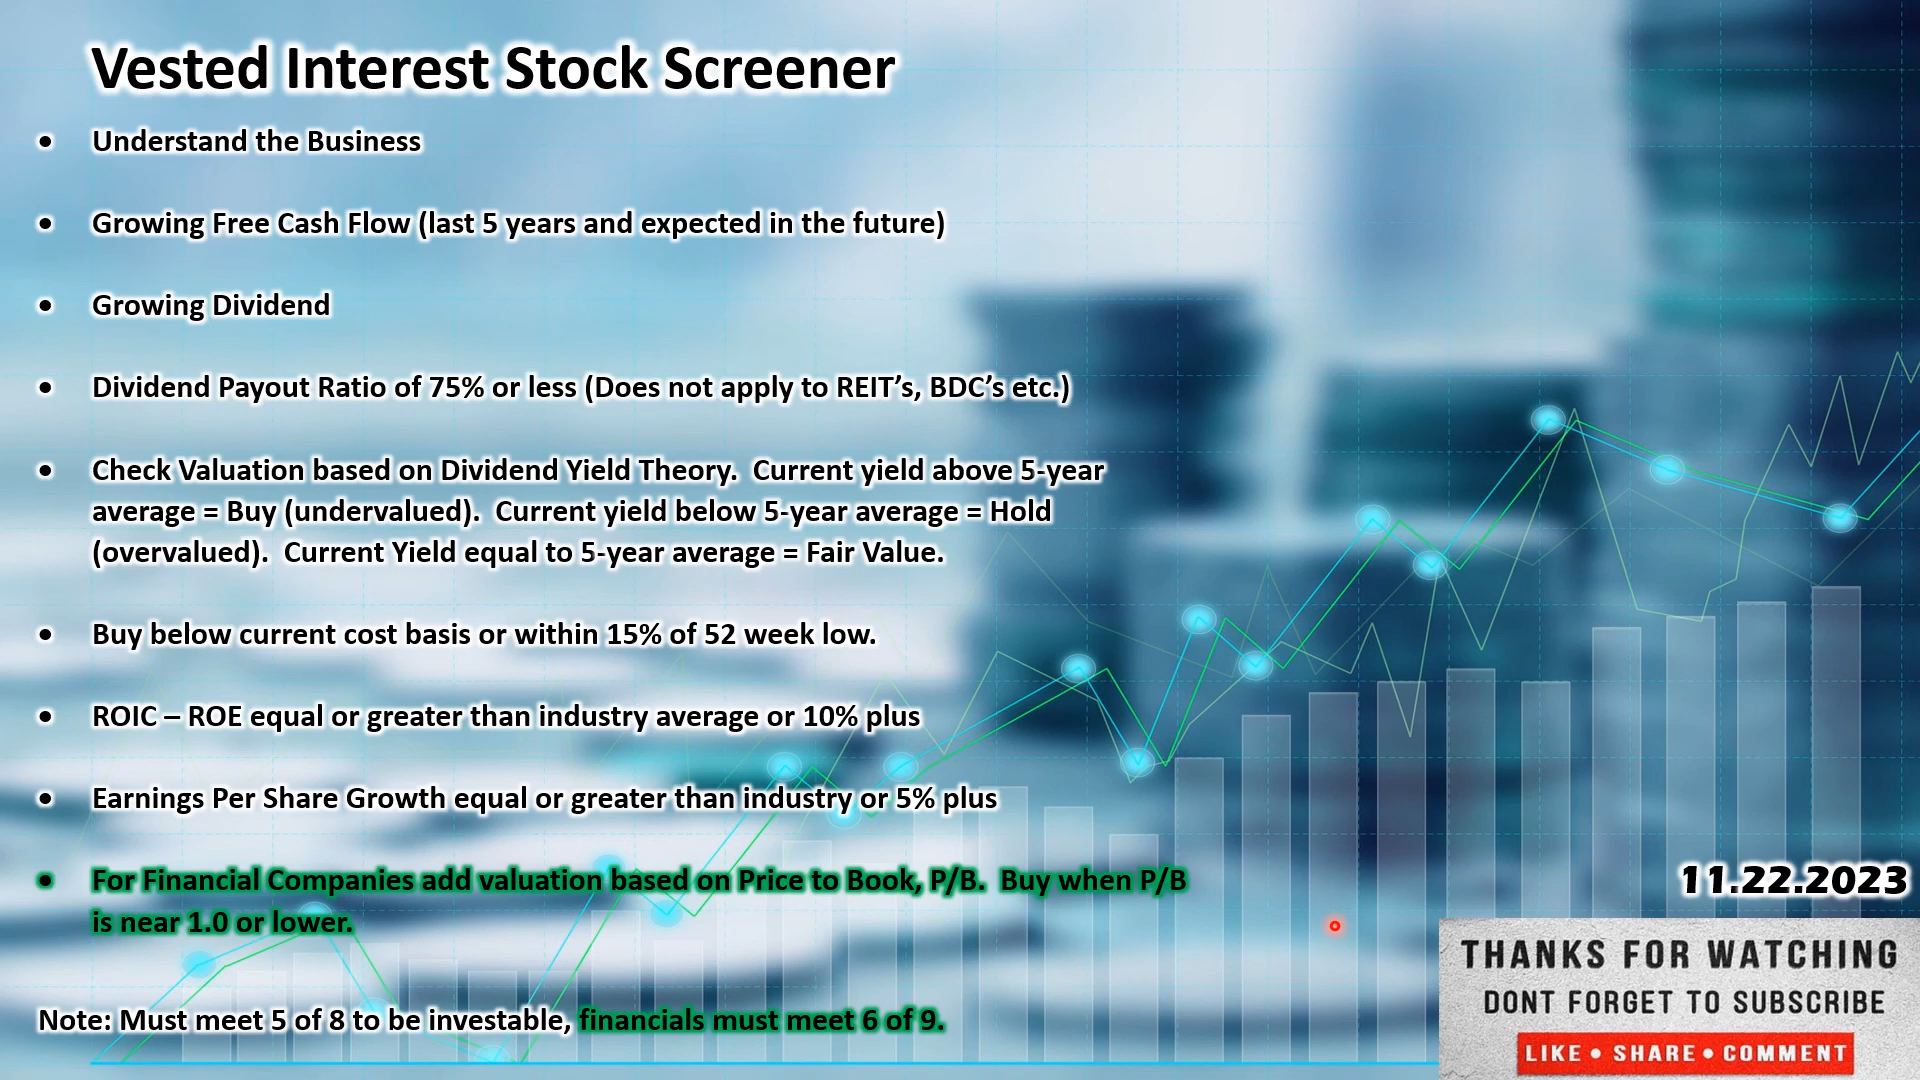 Vested Interest Stock Screener
• Understand the Business
• Growing Free Cash Flow (last 5 years and expected in the future)
• Growing Dividend
• Dividend Payout Ratio of 75% or less (Does not apply to REIT’s, BDC’s etc.)
• Check Valuation based on Dividend Yield Theory.  Current yield above 5-year
average = Buy (undervalued).  Current yield below 5-year average = Hold
(overvalued).  Current Yield equal to 5-year average = Fair Value.
• Buy below current cost basis or within 15% of 52 week low.
• ROIC – ROE equal or greater than industry average or 10% plus
• Earnings Per Share Growth equal or greater than industry or 5% plus
• For Financial Companies add valuation based on Price to Book, P/B.  Buy when P/B
is near 1.0 or lower.
Note: Must meet 5 of 8 to be investable, financials must meet 6 of 9.
11.22.2023
THANKS FOR WATCHING
DONT FORGET TO SUBSCRIBE
LIKE • SHARE • COMMENT